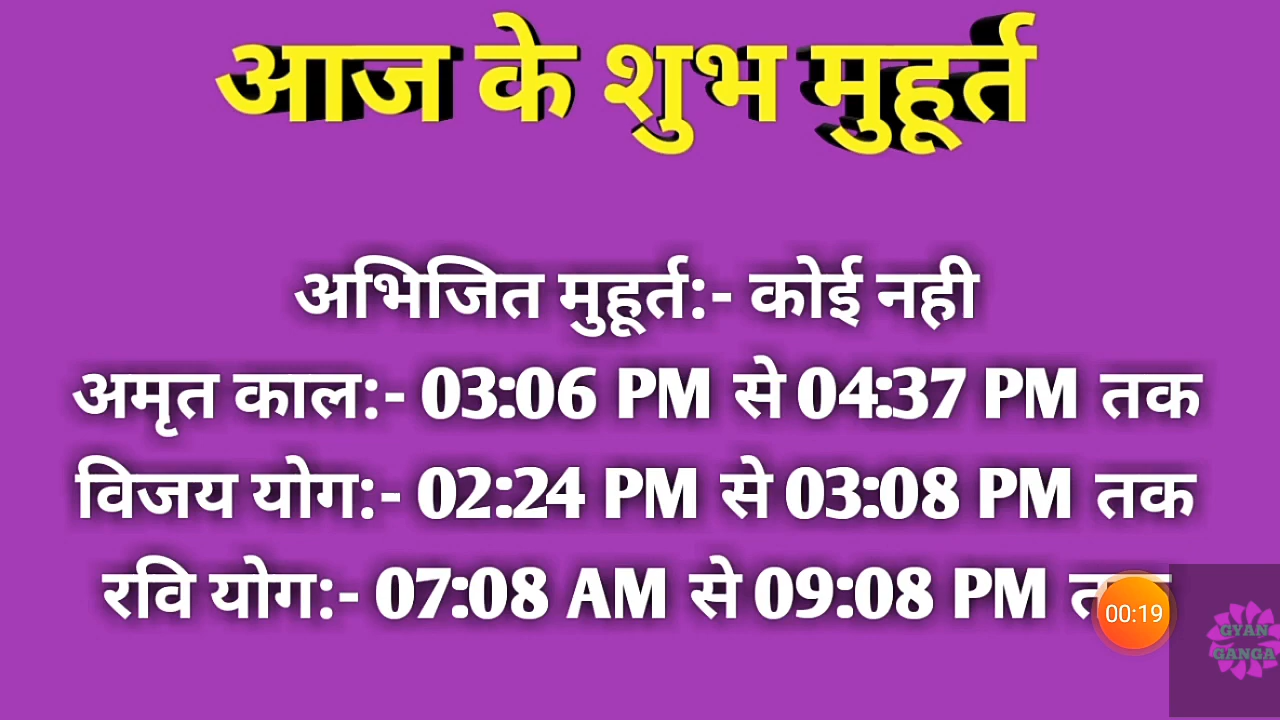 आज के शुभ मुहूर्त
अभिजित मुहूर्त:- कोई नही
अमृत काल:- 03:06 PM से 04:37 PM तक
विजय योग:- 02:24 PM से 03:08 PM तक
रवि योग:- 07:08 AM से 09:08 PM
00:19
GYAN
GANGA